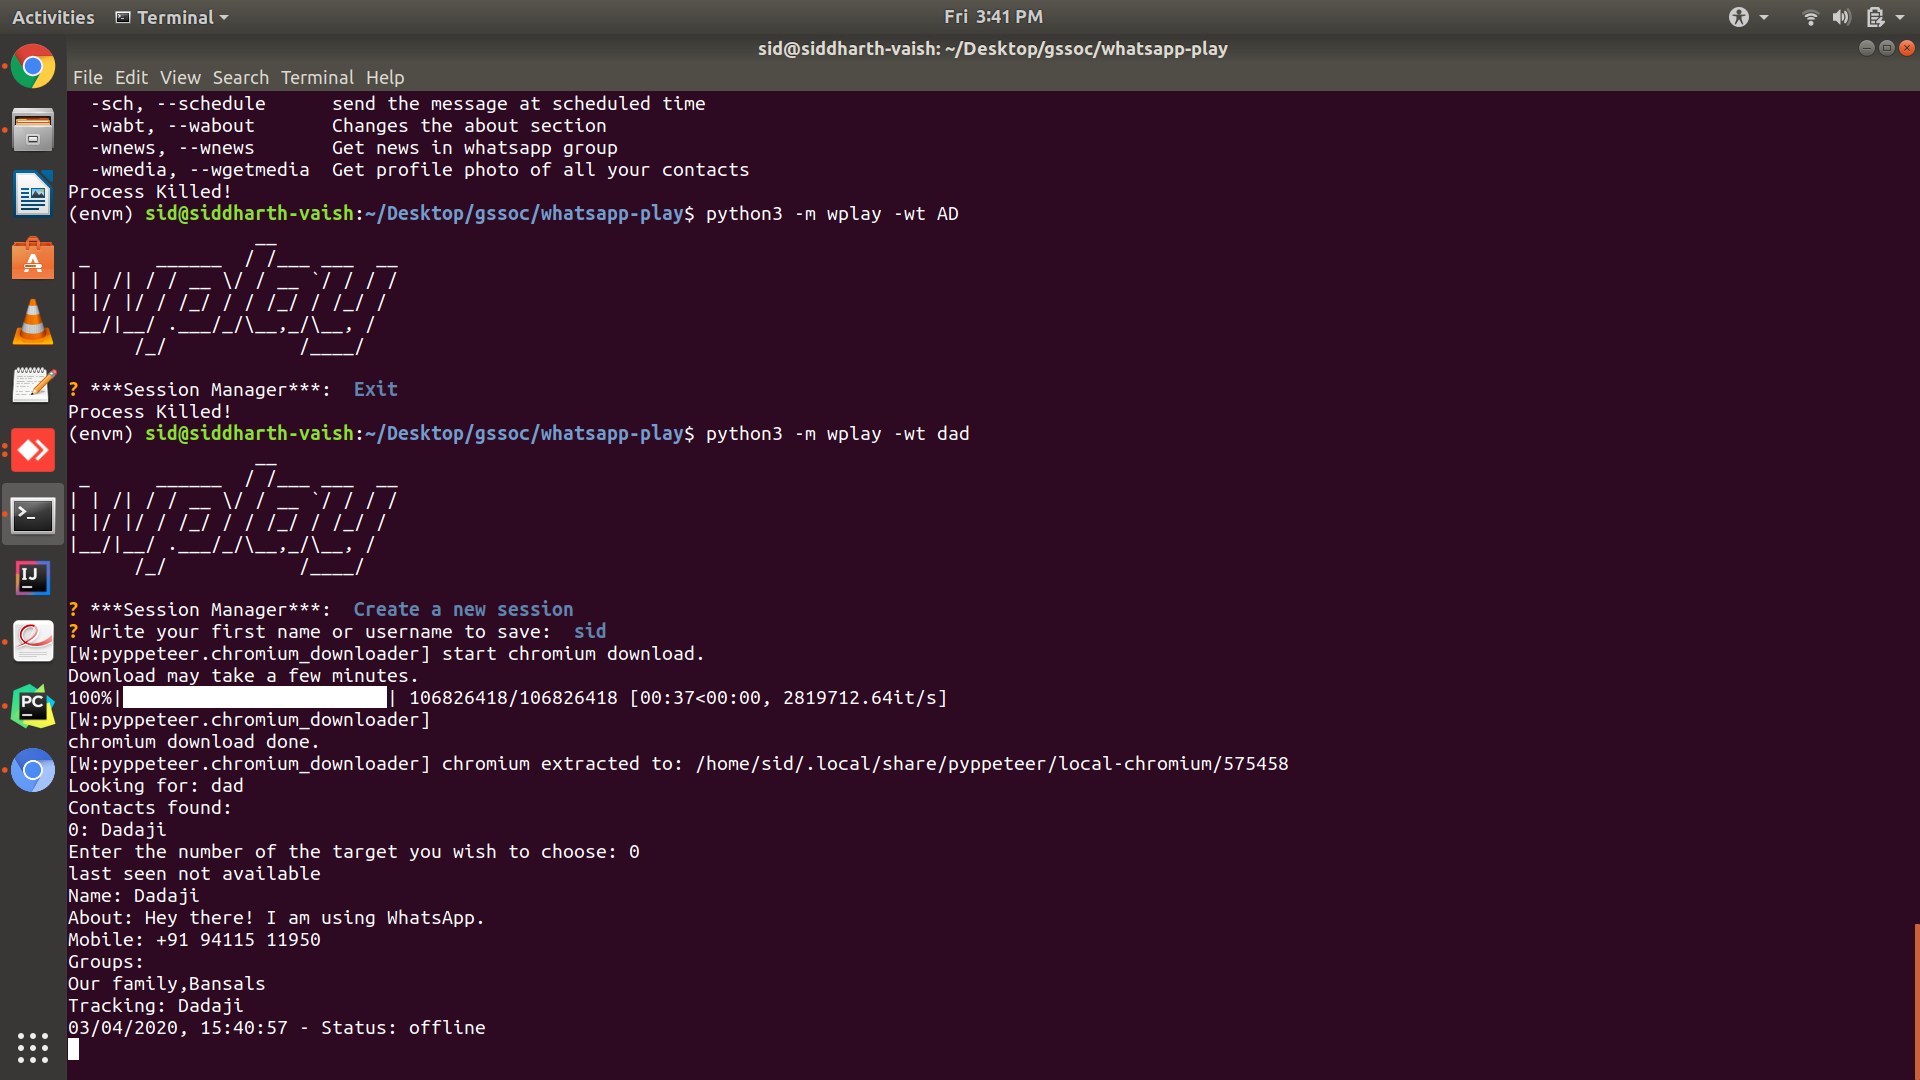 Activities Terminal Fri 3:41 PM
sid@siddharth-vaish: ~/Desktop/gssoc/whatsapp-play
File Edit View Search Terminal Help
-sch, --schedule      send the message at scheduled time
-wabt, --wabout       Changes the about section
-wnews, --wnews       Get news in whatsapp group
-wmedia, --wgetmedia  Get profile photo of all your contacts
Process Killed!
(envm) sid@siddharth-vaish:~/Desktop/gssoc/whatsapp-play$ python3 -m wplay -wt AD
wplay
? ***Session Manager***:  Exit
Process Killed!
(envm) sid@siddharth-vaish:~/Desktop/gssoc/whatsapp-play$ python3 -m wplay -wt dad
wplay
? ***Session Manager***:  Create a new session
? Write your first name or username to save:  sid
[W:pyppeteer.chromium_downloader] start chromium download.
Download may take a few minutes.
100%|                        | 106826418/106826418 [00:37<00:00, 2819712.64it/s]
[W:pyppeteer.chromium_downloader]
chromium download done.
[W:pyppeteer.chromium_downloader] chromium extracted to: /home/sid/.local/share/pyppeteer/local-chromium/575458
Looking for: dad
Contacts found:
0: Dadaji
Enter the number of the target you wish to choose: 0
last seen not available
Name: Dadaji
About: Hey there! I am using WhatsApp.
Mobile: +91 94115 11950
Groups:
Our family,Bansals
Tracking: Dadaji
03/04/2020, 15:40:57 - Status: offline